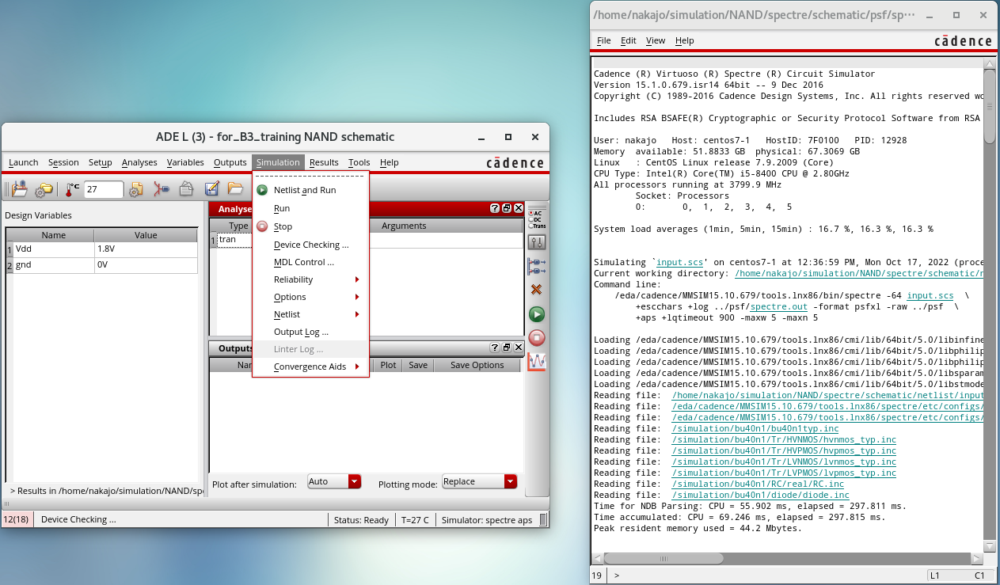 ADE L (3) - for_B3_training NAND schematic
Launch Session Setup Analyses Variables Outputs Simulation Results Tools Help
cādence
27
Design Variables
Name Value
1 Vdd 1.8V
2 gnd 0V
> Results in /home/nakajo/simulation/NAND/spe
Analyse
Type Arguments
1 tran
Netlist and Run
Run
Stop
Device Checking ...
MDL Control ...
Reliability
Options
Netlist
Output Log ...
Linter Log ...
Convergence Aids
Outputs
Nam Plot Save Save Options
Plot after simulation: Auto Plotting mode: Replace
AC
DC
Trans
12(18) Device Checking ... Status: Ready T=27 C Simulator: spectre aps
/home/nakajo/simulation/NAND/spectre/schematic/psf/sp···
File Edit View Help
cādence
Cadence (R) Virtuoso (R) Spectre (R) Circuit Simulator
Version 15.1.0.679.isr14 64bit -- 9 Dec 2016
Copyright (C) 1989-2016 Cadence Design Systems, Inc. All rights reserved wo
Includes RSA BSAFE(R) Cryptographic or Security Protocol Software from RSA
User: nakajo Host: centos7-1 HostID: 7F0100 PID: 12928
Memory available: 51.8833 GB physical: 67.3069 GB
Linux : CentOS Linux release 7.9.2009 (Core)
CPU Type: Intel(R) Core(TM) i5-8400 CPU @ 2.80GHz
All processors running at 3799.9 MHz
Socket: Processors
0: 0, 1, 2, 3, 4, 5
System load averages (1min, 5min, 15min) : 16.7 %, 16.3 %, 16.3 %
Simulating `input.scs' on centos7-1 at 12:36:59 PM, Mon Oct 17, 2022 (proce
Current working directory: /home/nakajo/simulation/NAND/spectre/schematic/n
Command line:
/eda/cadence/MMSIM15.10.679/tools.lnx86/bin/spectre -64 input.scs \
+escchars +log ../psf/spectre.out -format psfxl -raw ../psf \
+aps +lqtimeout 900 -maxw 5 -maxn 5
Loading /eda/cadence/MMSIM15.10.679/tools.lnx86/cmi/lib/64bit/5.0/libinfine
Loading /eda/cadence/MMSIM15.10.679/tools.lnx86/cmi/lib/64bit/5.0/libphilip
Loading /eda/cadence/MMSIM15.10.679/tools.lnx86/cmi/lib/64bit/5.0/libphilip
Loading /eda/cadence/MMSIM15.10.679/tools.lnx86/cmi/lib/64bit/5.0/libsparam
Loading /eda/cadence/MMSIM15.10.679/tools.lnx86/cmi/lib/64bit/5.0/libstmode
Reading file: /home/nakajo/simulation/NAND/spectre/schematic/netlist/input
Reading file: /eda/cadence/MMSIM15.10.679/tools.lnx86/spectre/etc/configs/
Reading file: /eda/cadence/MMSIM15.10.679/tools.lnx86/spectre/etc/configs/
Reading file: /simulation/bu40n1/bu40n1typ.inc
Reading file: /simulation/bu40n1/Tr/HVNMOS/hvnmos_typ.inc
Reading file: /simulation/bu40n1/Tr/HVPMOS/hvpmos_typ.inc
Reading file: /simulation/bu40n1/Tr/LVNMOS/lvnmos_typ.inc
Reading file: /simulation/bu40n1/Tr/LVPMOS/lvpmos_typ.inc
Reading file: /simulation/bu40n1/RC/real/RC.inc
Reading file: /simulation/bu40n1/diode/diode.inc
Time for NDB Parsing: CPU = 55.902 ms, elapsed = 297.811 ms.
Time accumulated: CPU = 69.246 ms, elapsed = 297.815 ms.
Peak resident memory used = 44.2 Mbytes.
19 > L1 C1